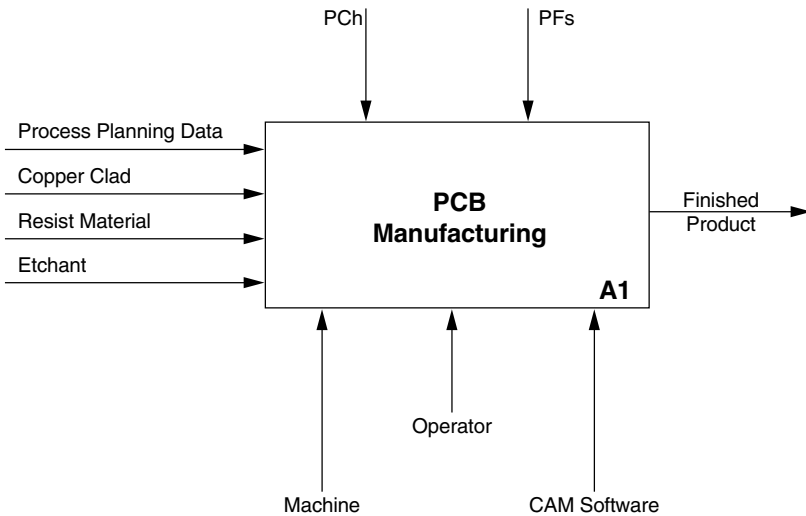 PCh
PFs
Process Planning Data
Copper Clad
Resist Material
Etchant
PCB
Manufacturing
A1
Finished
Product
Operator
Machine
CAM Software